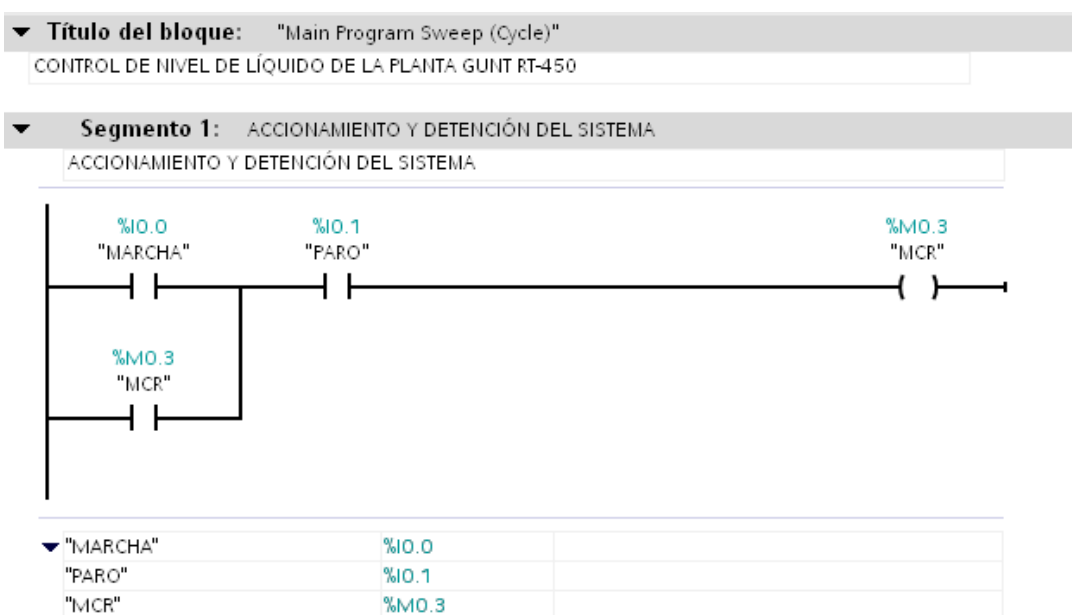 Título del bloque: "Main Program Sweep (Cycle)"
CONTROL DE NIVEL DE LÍQUIDO DE LA PLANTA GUNT RT-450
Segmento 1: ACCIONAMIENTO Y DETENCIÓN DEL SISTEMA
ACCIONAMIENTO Y DETENCIÓN DEL SISTEMA
%I0.0 %I0.1 %M0.3
"MARCHA" "PARO" "MCR"
%M0.3
"MCR"
"MARCHA" %I0.0
"PARO" %I0.1
"MCR" %M0.3